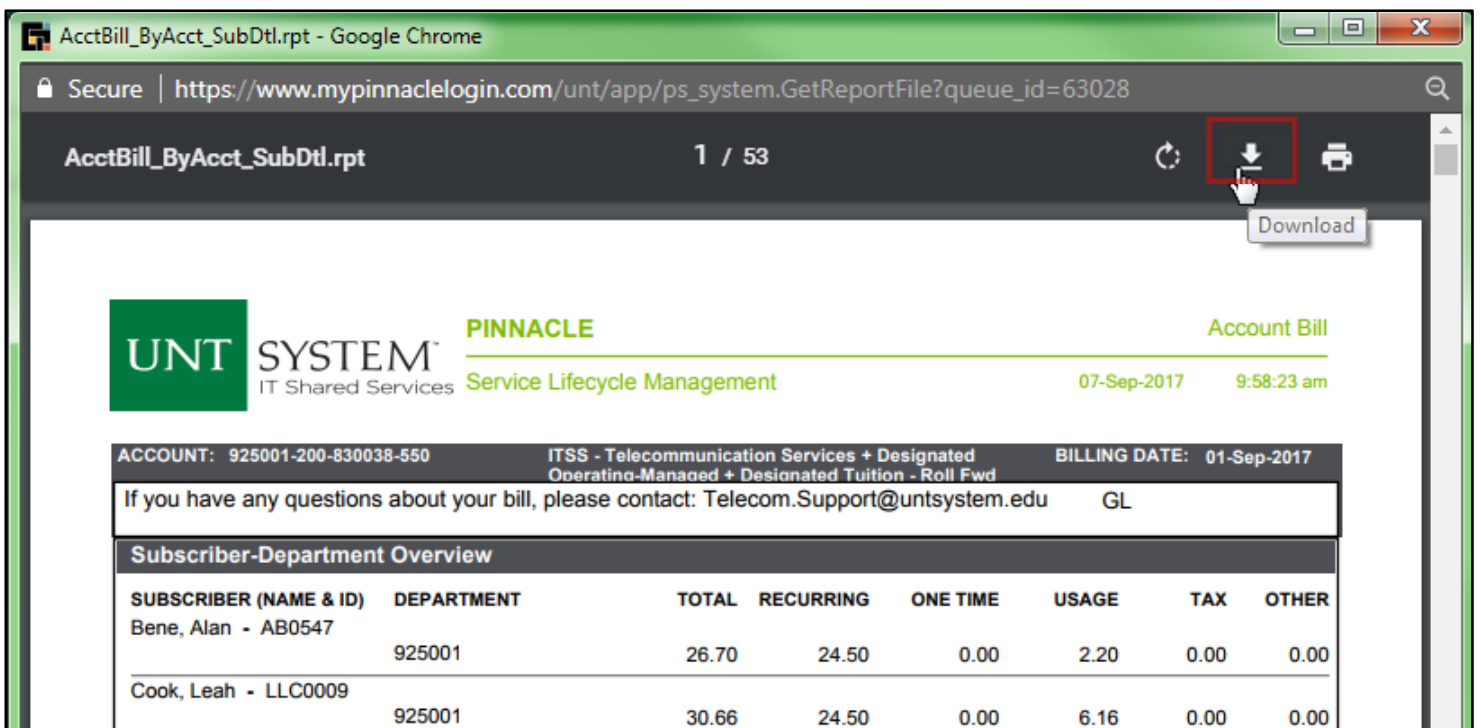 AcctBill_ByAcct_SubDtl.rpt - Google Chrome
Secure | https://www.mypinnaclelogin.com/unt/app/ps_system.GetReportFile?queue_id=63028
AcctBill_ByAcct_SubDtl.rpt 1 / 53
Download
UNT SYSTEM™
IT Shared Services
PINNACLE Account Bill
Service Lifecycle Management 07-Sep-2017 9:58:23 am
ACCOUNT: 925001-200-830038-550 ITSS - Telecommunication Services + Designated BILLING DATE: 01-Sep-2017
Operating-Managed + Designated Tuition - Roll Fwd
If you have any questions about your bill, please contact: Telecom.Support@untsystem.edu GL
Subscriber-Department Overview
SUBSCRIBER (NAME & ID) DEPARTMENT TOTAL RECURRING ONE TIME USAGE TAX OTHER
Bene, Alan - AB0547
925001 26.70 24.50 0.00 2.20 0.00 0.00
Cook, Leah - LLC0009
925001 30.66 24.50 0.00 6.16 0.00 0.00